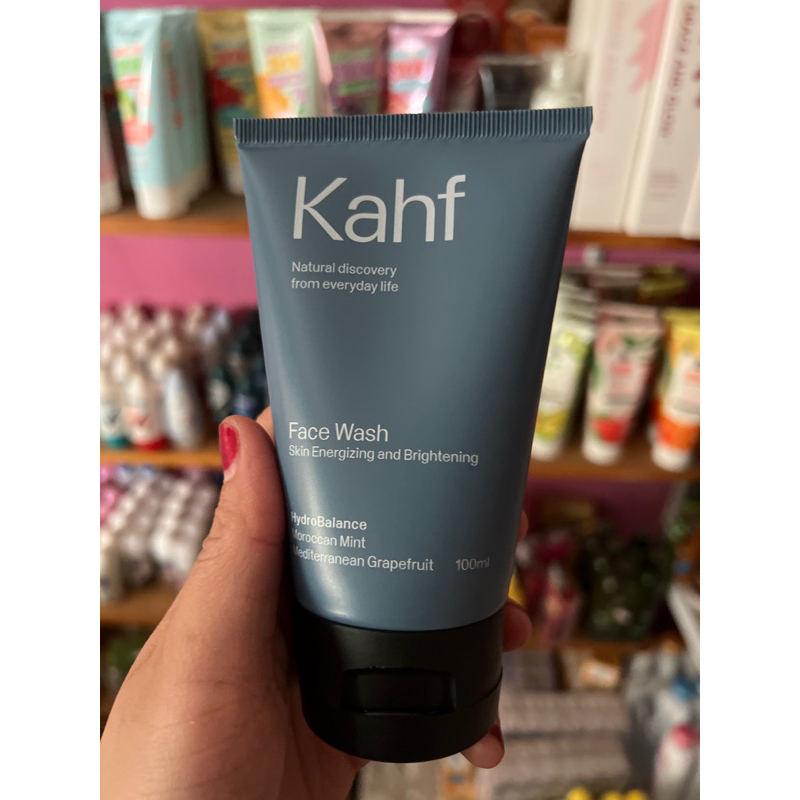 Kahf
Natural discovery
from everyday life
Face Wash
Skin Energizing and Brightening
HydroBalance
Moroccan Mint
Mediterranean Grapefruit 100ml